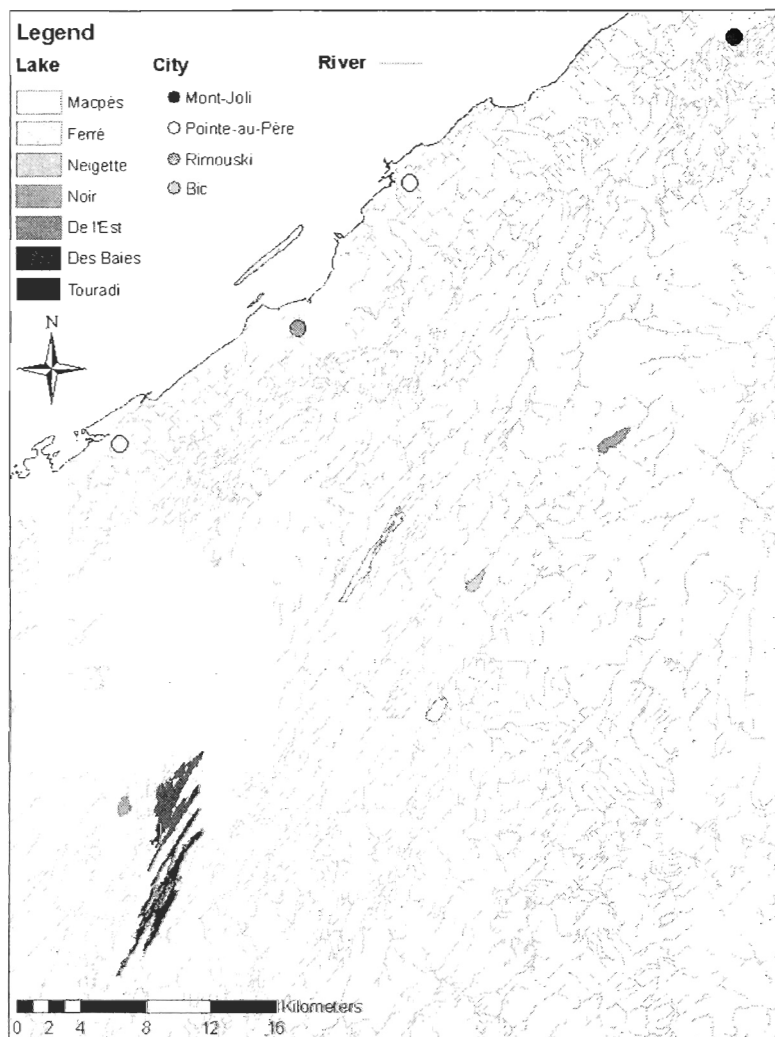 Legend
Lake
Macpès
Ferré
Neigette
Noir
De l'Est
Des Baies
Touradi
City
Mont-Joli
Pointe-au-Père
Rimouski
Bic
River
N
Kilometers
0 2 4 8 12 16